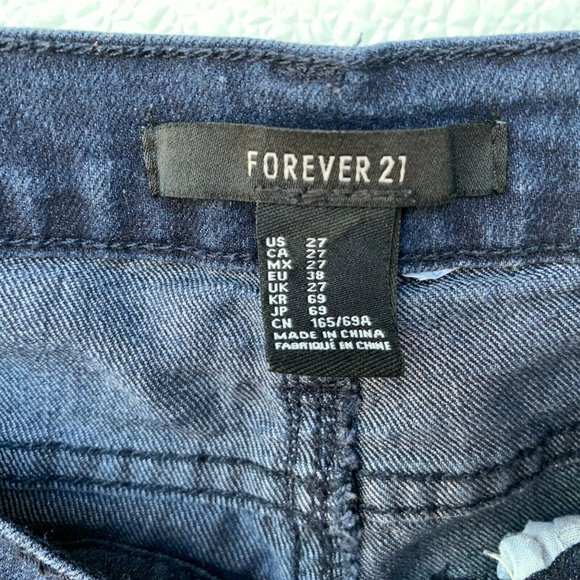 FOREVER 21
US 27
CA 27
MX 27
EU 38
UK 27
KR 69
JP 69
CN 165/69A
MADE IN CHINA
FABRIQUÉ EN CHINE